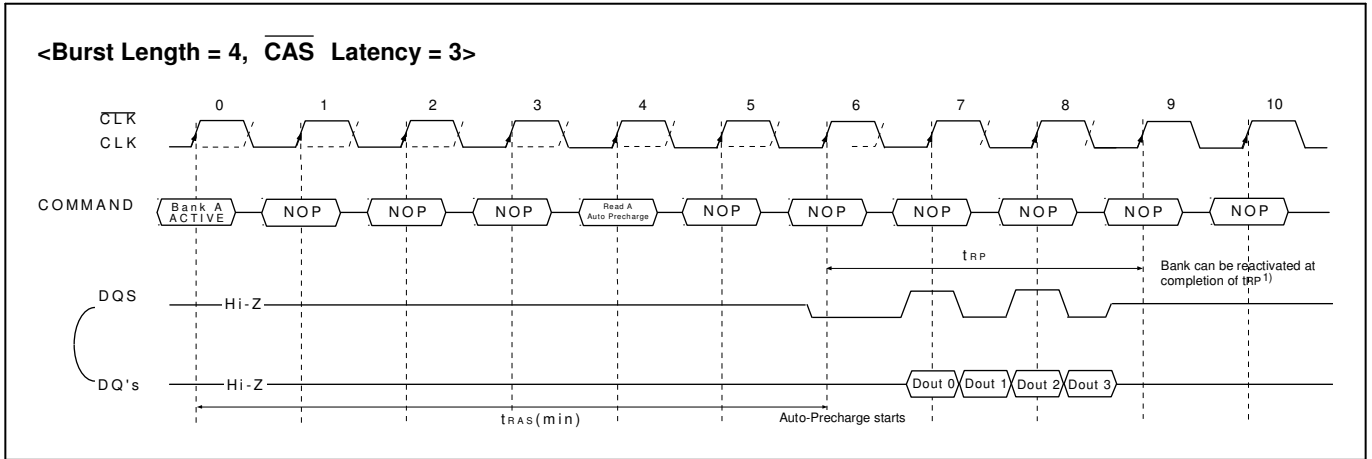 <Burst Length = 4, CAS Latency = 3>
0 1 2 3 4 5 6 7 8 9 10
CLK
CLK
COMMAND
Bank A ACTIVE
NOP
NOP
NOP
Read A Auto Precharge
NOP
NOP
NOP
NOP
NOP
NOP
tRP
Bank can be reactivated at
completion of tRP1)
DQS
Hi-Z
DQ's
Hi-Z
Dout 0 Dout 1 Dout 2 Dout 3
tRAS(min)
Auto-Precharge starts